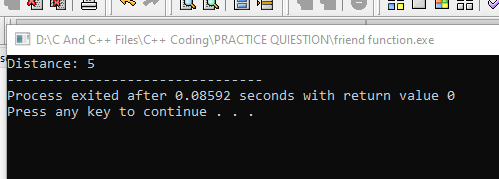 D:\C And C++ Files\C++ Coding\PRACTICE QUIESTION\friend function.exe
Distance: 5
--------------------------------
Process exited after 0.08592 seconds with return value 0
Press any key to continue . . .